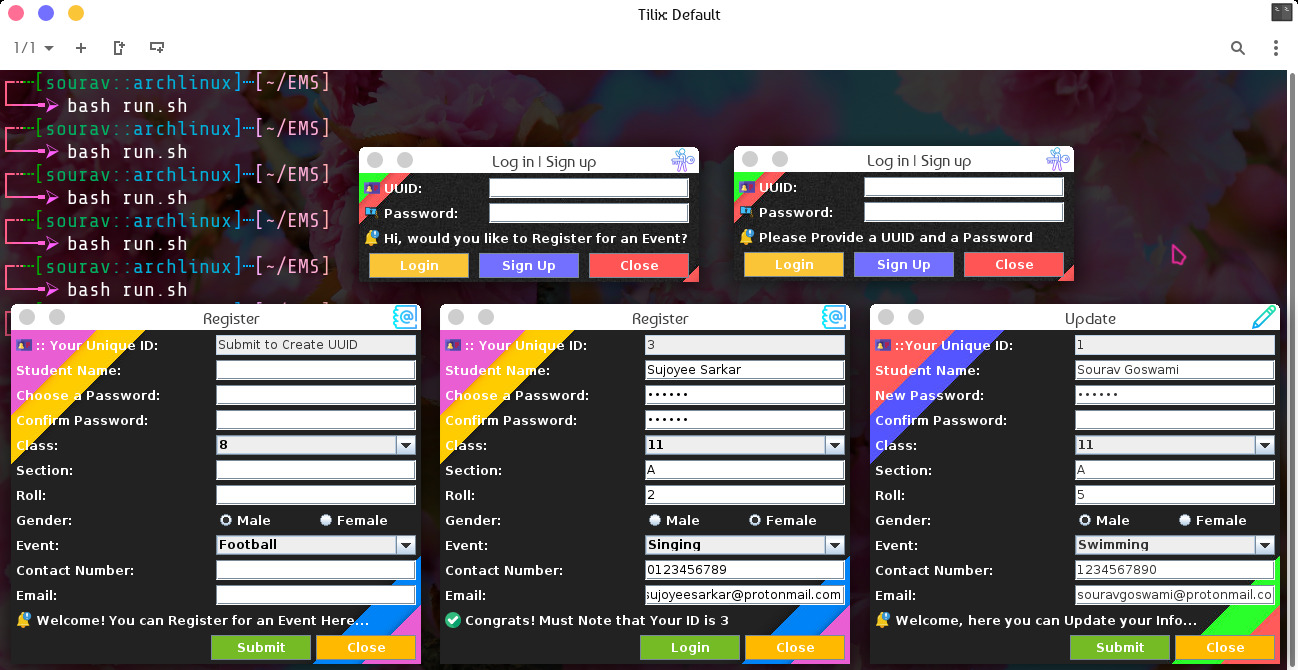 Tilix: Default
1/1
[sourav::archlinux]-[~/EMS]
bash run.sh
[sourav::archlinux]-[~/EMS]
bash run.sh
[sourav::archlinux]-[~/EMS]
bash run.sh
[sourav::archlinux]-[~/EMS]
bash run.sh
[sourav::archlinux]-[~/EMS]
bash run.sh
Log in | Sign up
UUID:
Password:
Hi, would you like to Register for an Event?
Login Sign Up Close
Log in | Sign up
UUID:
Password:
Please Provide a UUID and a Password
Login Sign Up Close
Register
:: Your Unique ID: Submit to Create UUID
Student Name:
Choose a Password:
Confirm Password:
Class: 8
Section:
Roll:
Gender: Male Female
Event: Football
Contact Number:
Email:
Welcome! You can Register for an Event Here...
Submit Close
Register
:: Your Unique ID: 3
Student Name: Sujoyee Sarkar
Choose a Password: ••••••
Confirm Password: ••••••
Class: 11
Section: A
Roll: 2
Gender: Male Female
Event: Singing
Contact Number: 0123456789
Email: sujoyeesarkar@protonmail.com
Congrats! Must Note that Your ID is 3
Login Close
Update
::Your Unique ID: 1
Student Name: Sourav Goswami
New Password: ••••••
Confirm Password:
Class: 11
Section: A
Roll: 5
Gender: Male Female
Event: Swimming
Contact Number: 1234567890
Email: souravgoswami@protonmail.co
Welcome, here you can Update your Info...
Submit Close